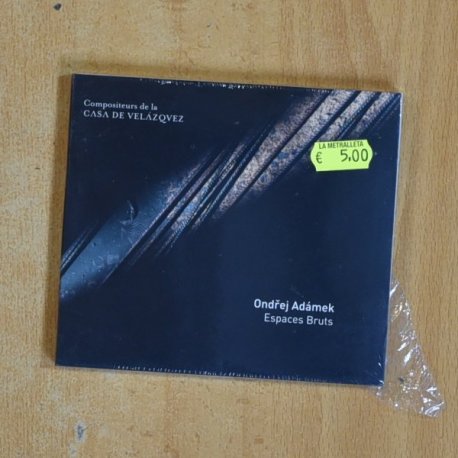 Compositeurs de la
CASA DE VELÁZQVEZ
LA METRALLETA
€ 5,00
Ondřej Adámek
Espaces Bruts